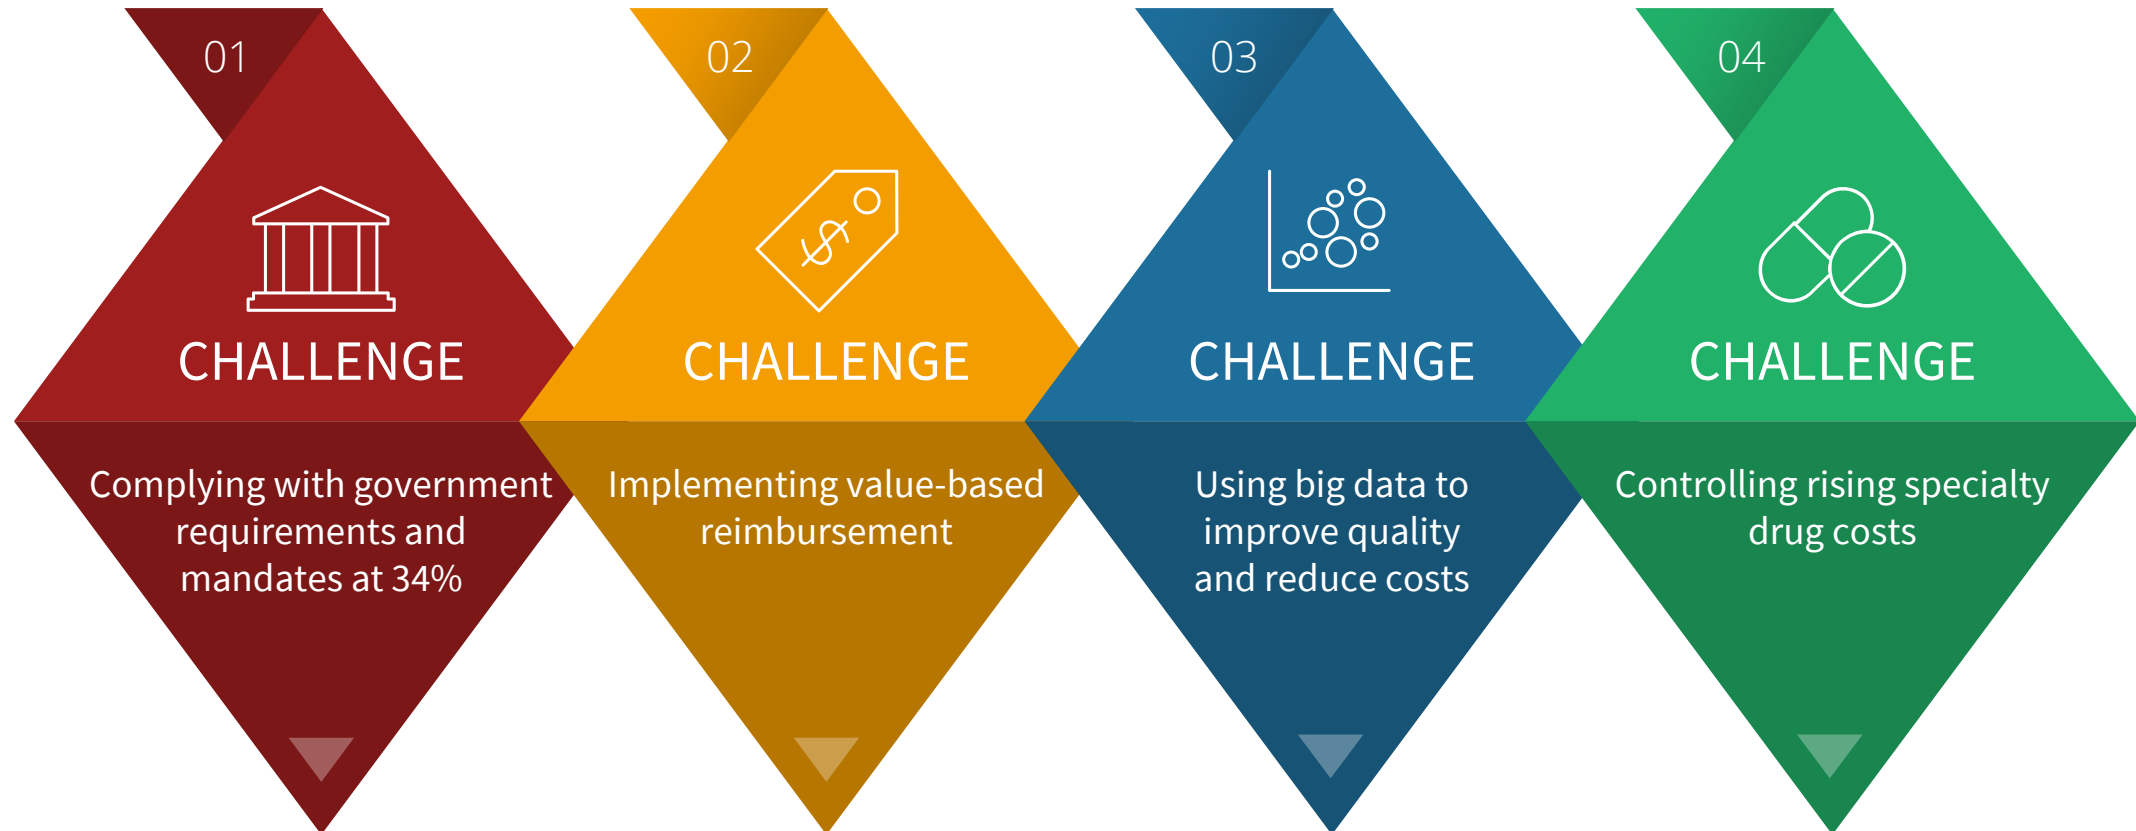 01
CHALLENGE
Complying with government
requirements and
mandates at 34%
02
CHALLENGE
Implementing value-based
reimbursement
03
CHALLENGE
Using big data to
improve quality
and reduce costs
04
CHALLENGE
Controlling rising specialty
drug costs